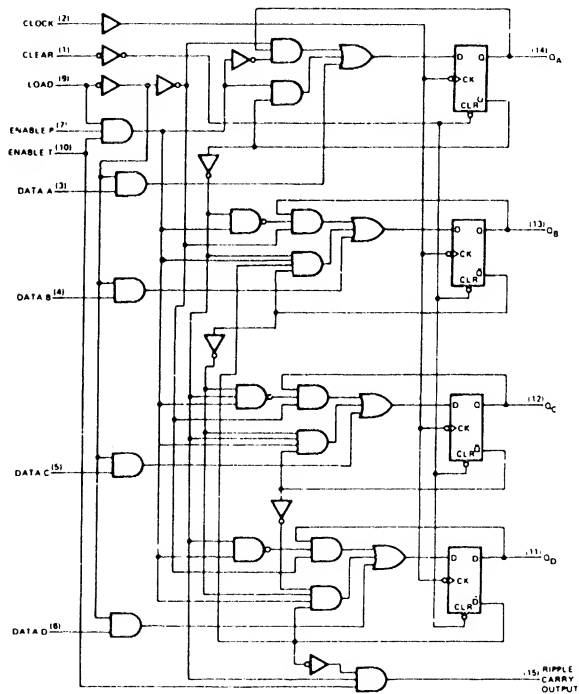 CLOCK (2)
CLEAR (1)
LOAD (9)
ENABLE P (7)
ENABLE T (10)
DATA A (3)
D Q (14) QA
CK
CLR Q
DATA B (4)
D Q (13) QB
CK
CLR Q
DATA C (5)
D Q (12) QC
CK
CLR Q
DATA D (6)
D Q (11) QD
CK
CLR Q
(15) RIPPLE
CARRY
OUTPUT